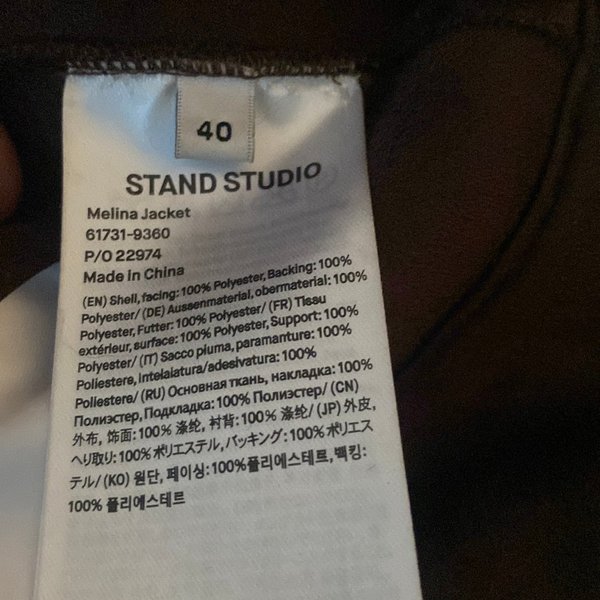 40
STAND STUDIO
Melina Jacket
61731-9360
P/O 22974
Made in China
(EN) Shell, facing: 100% Polyester, Backing: 100%
Polyester/ (DE) Aussenmaterial, obermaterial: 100%
Polyester, Futter: 100% Polyester/ (FR) Tissu
extérieur, surface: 100% Polyester, Support: 100%
Polyester/ (IT) Sacco piuma, paramanture: 100%
Poliestere, Intelaiatura/adesivatura: 100%
Poliestere/ (RU) Основная ткань, накладка: 100%
Полиэстер, Подкладка: 100% Полиэстер/ (CN)
外布, 饰面: 100% 涤纶, 衬背: 100% 涤纶/ (JP) 外皮,
へり取り: 100% ポリエステル, バッキング: 100% ポリエス
テル/ (KO) 원단, 페이싱: 100%폴리에스테르, 백킹:
100% 폴리에스테르